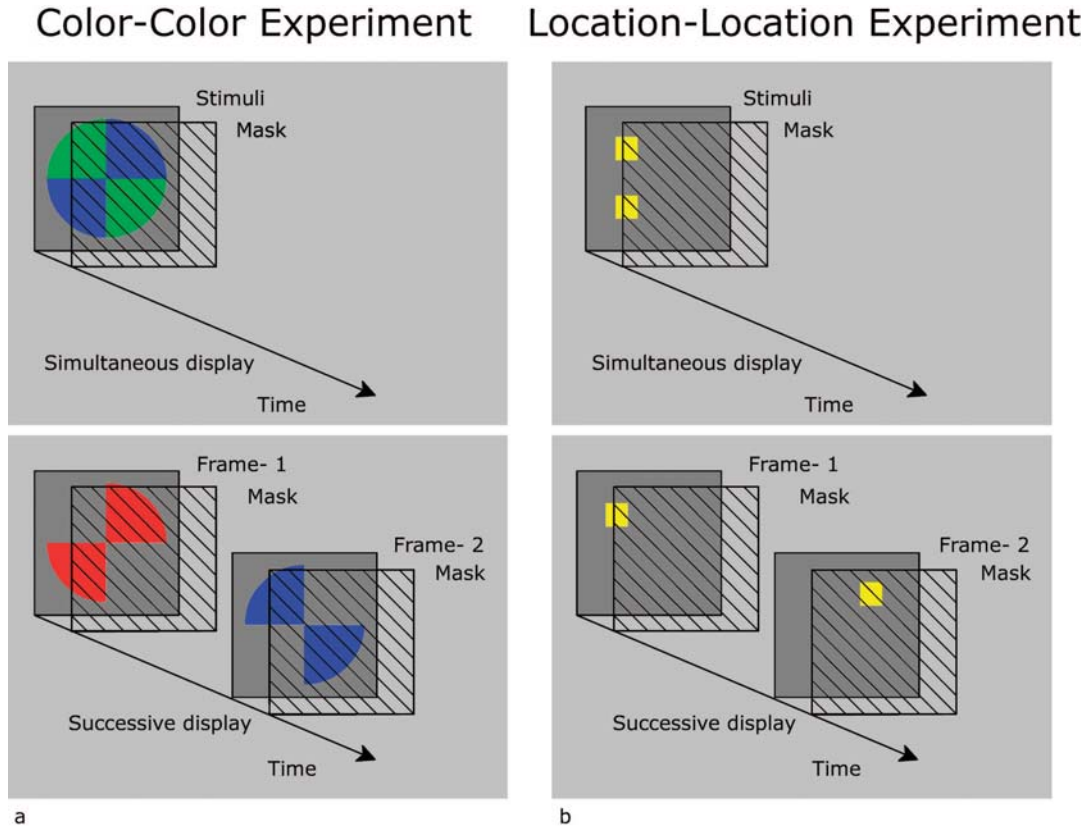 Color-Color Experiment
Location-Location Experiment
Stimuli
Mask
Simultaneous display
Time
Stimuli
Mask
Simultaneous display
Time
Frame- 1
Mask
Frame- 2
Mask
Successive display
Time
Frame- 1
Mask
Frame- 2
Mask
Successive display
Time
a
b